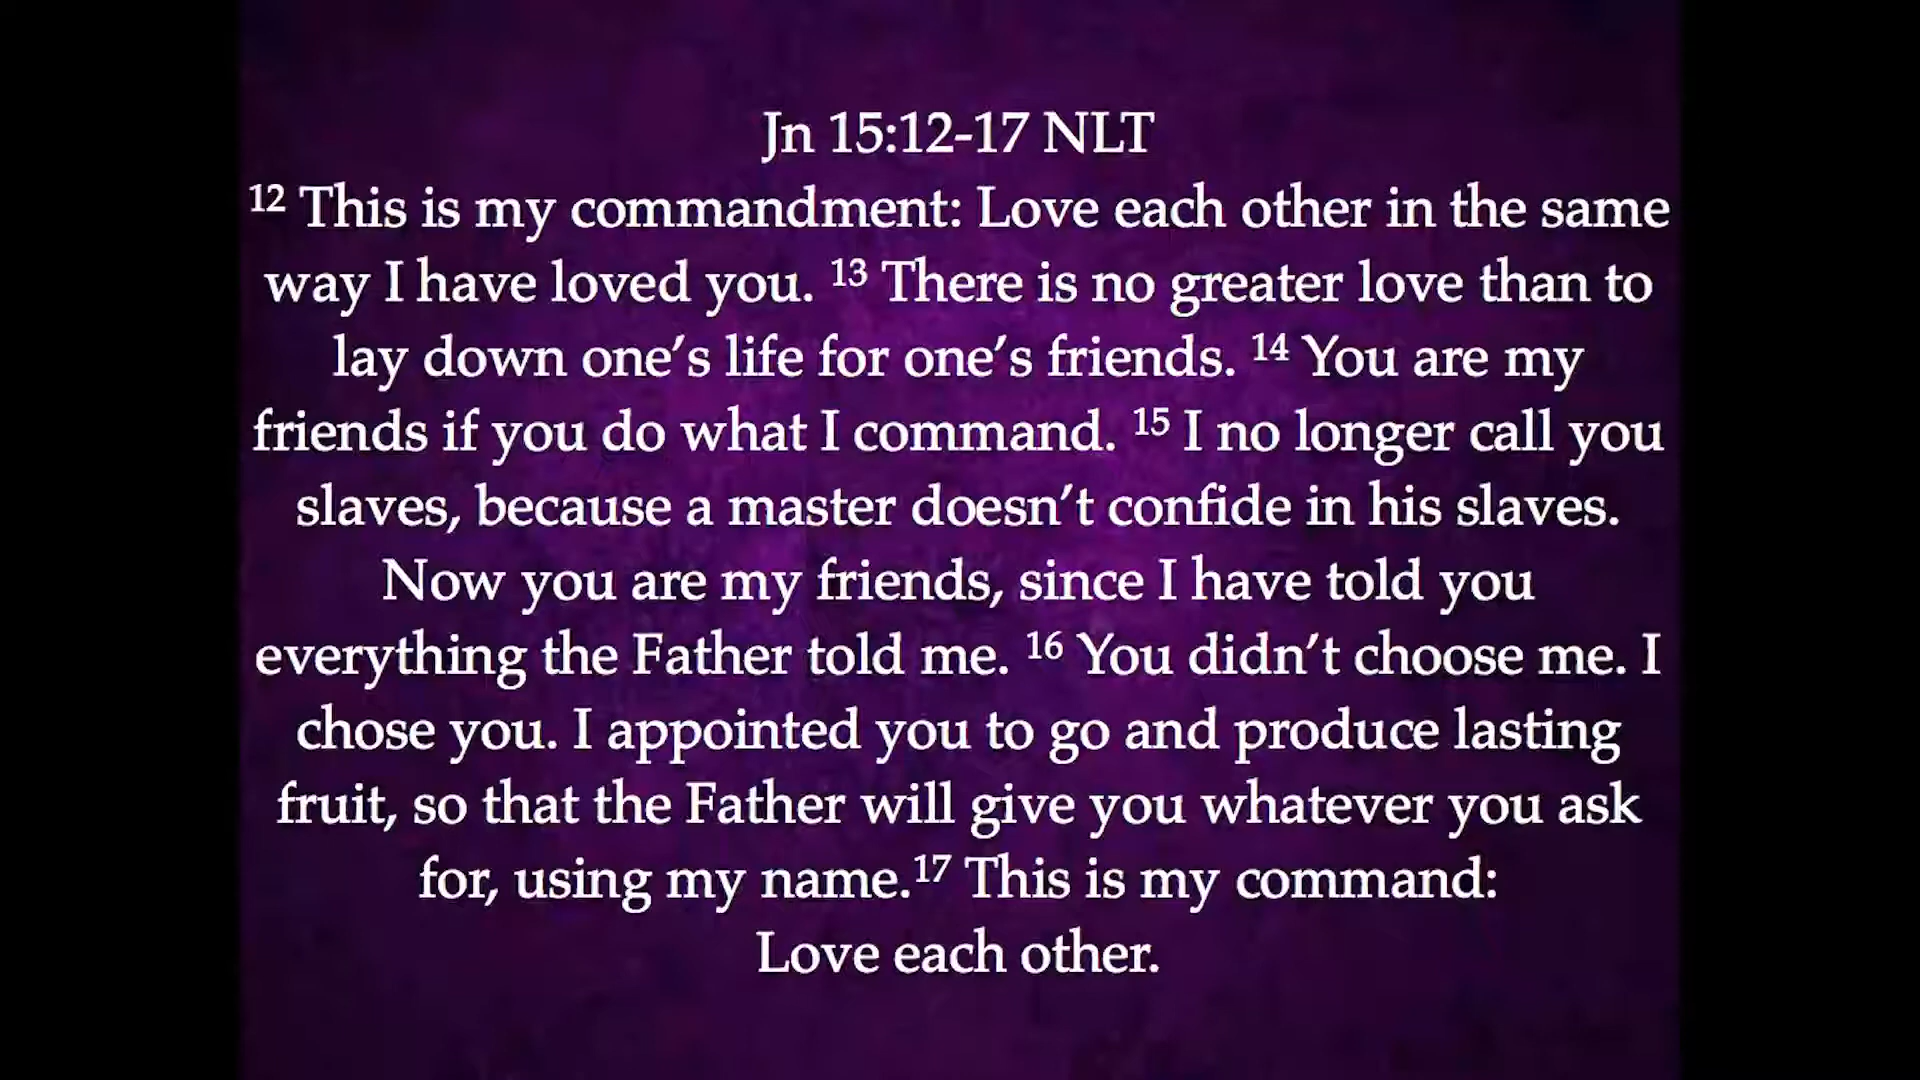 Jn 15:12-17 NLT
12 This is my commandment: Love each other in the same
way I have loved you. 13 There is no greater love than to
lay down one’s life for one’s friends. 14 You are my
friends if you do what I command. 15 I no longer call you
slaves, because a master doesn’t confide in his slaves.
Now you are my friends, since I have told you
everything the Father told me. 16 You didn’t choose me. I
chose you. I appointed you to go and produce lasting
fruit, so that the Father will give you whatever you ask
for, using my name.17 This is my command:
Love each other.